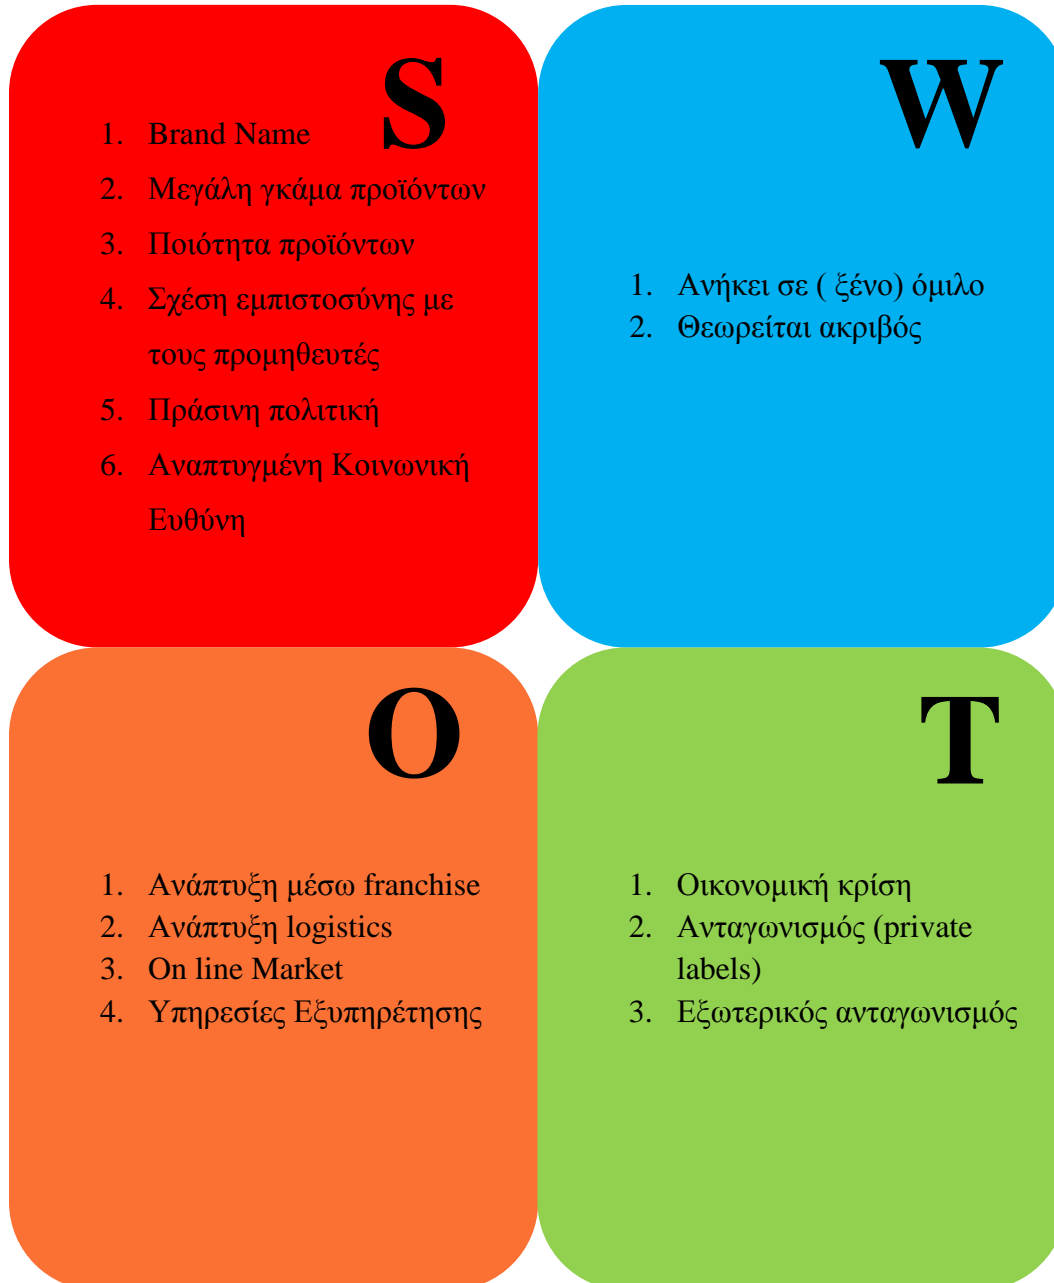 S
1. Brand Name
2. Μεγάλη γκάμα προϊόντων
3. Ποιότητα προϊόντων
4. Σχέση εμπιστοσύνης με
τους προμηθευτές
5. Πράσινη πολιτική
6. Αναπτυγμένη Κοινωνική
Ευθύνη
W
1. Ανήκει σε ( ξένο) όμιλο
2. Θεωρείται ακριβός
O
1. Ανάπτυξη μέσω franchise
2. Ανάπτυξη logistics
3. On line Market
4. Υπηρεσίες Εξυπηρέτησης
T
1. Οικονομική κρίση
2. Ανταγωνισμός (private
labels)
3. Εξωτερικός ανταγωνισμός